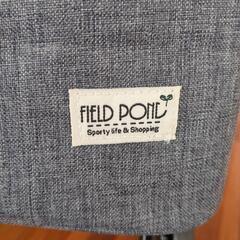 FIELD POND
Sporty life & Shopping